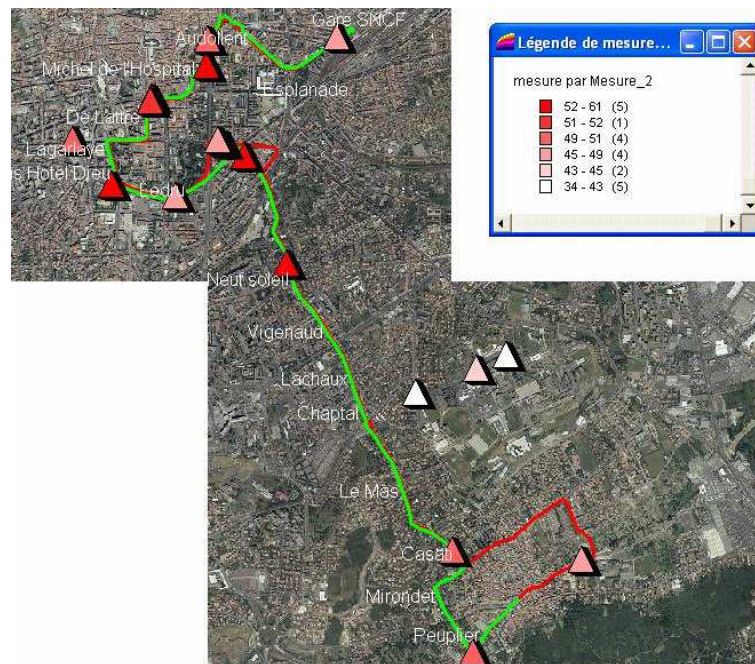 Gare SNCF
Audollent
Michel de l'Hospital
Esplanade
De Lattre
Lagarlaye
s Hotel Dieu
Ledru
Neuf soleil
Vigenaud
Lachaux
Chaptal
Le Mas
Casati
Mirondet
Peuplier
Légende de mesure...
mesure par Mesure_2
52 - 61 (5)
51 - 52 (1)
49 - 51 (4)
45 - 49 (4)
43 - 45 (2)
34 - 43 (5)